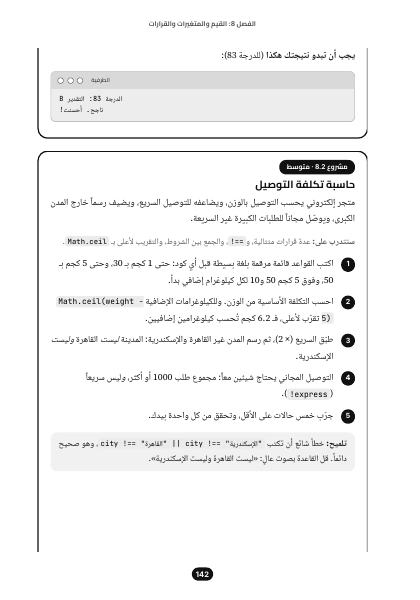 الفصل 8: القيم والمتغيرات والقرارات
يجب أن تبدو نتيجتك هكذا (للدرجة 83):
الطرفية
الدرجة 83: التقدير B
ناجح. أحسنت!
مشروع 8.2 · متوسط
حاسبة تكلفة التوصيل
متجر إلكتروني يحسب التوصيل بالوزن، ويضاعفه للتوصيل السريع، ويضيف رسماً خارج المدن
الكبرى، ويوصّل مجاناً للطلبات الكبيرة غير السريعة.
ستتدرب على: عدة قرارات متتالية، و !==، والجمع بين الشروط، والتقريب لأعلى بـ Math.ceil.
1 اكتب القواعد قائمة مرقمة بلغة بسيطة قبل أي كود: حتى 1 كجم بـ 30، وحتى 5 كجم بـ
50، وفوق 5 كجم 50 و10 لكل كيلوغرام إضافي بدأ.
2 احسب التكلفة الأساسية من الوزن. وللكيلوغرامات الإضافية Math.ceil(weight -
5) تقرّب لأعلى، فـ 6.2 كجم تُحسب كيلوغرامين إضافيين.
3 طبّق السريع (× 2)، ثم رسم المدن غير القاهرة والإسكندرية: المدينة ليست القاهرة وليست
الإسكندرية.
4 التوصيل المجاني يحتاج شيئين معاً: مجموع طلب 1000 أو أكثر، وليس سريعاً
(!express).
5 جرّب خمس حالات على الأقل، وتحقق من كل واحدة بيدك.
تلميح: خطأ شائع أن تكتب city !== "القاهرة" || city !== "الإسكندرية"، وهو صحيح
دائماً. قل القاعدة بصوت عالٍ: «ليست القاهرة وليست الإسكندرية».
142